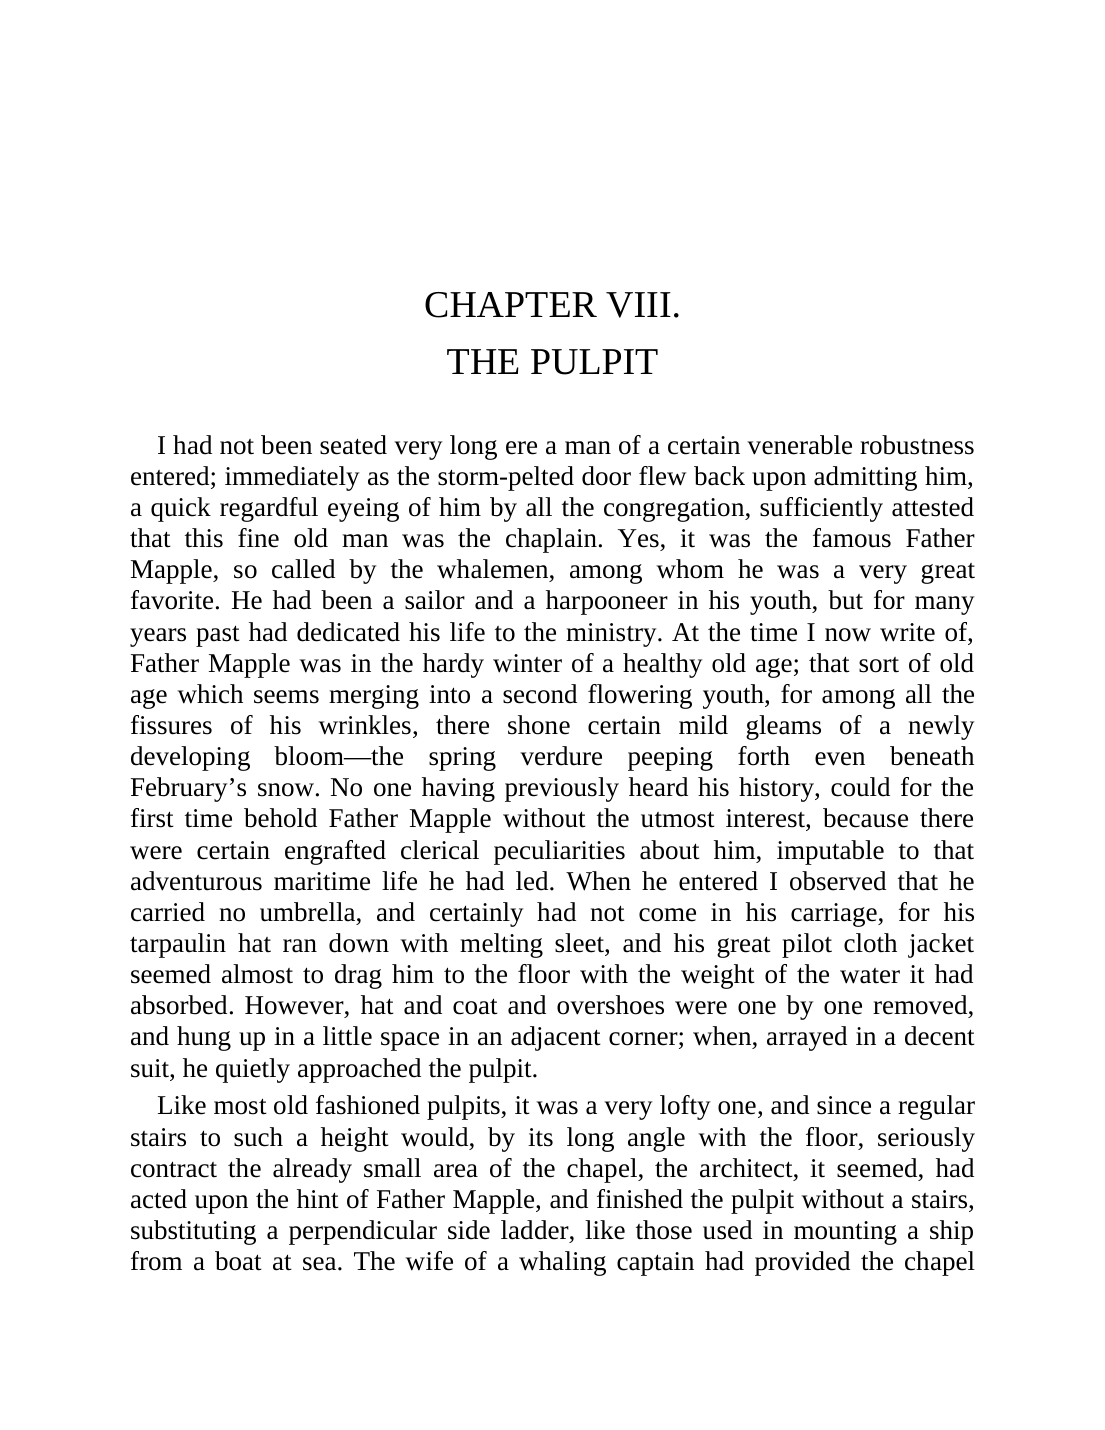 CHAPTER VIII.
THE PULPIT
I had not been seated very long ere a man of a certain venerable robustness
entered; immediately as the storm-pelted door flew back upon admitting him,
a quick regardful eyeing of him by all the congregation, sufficiently attested
that this fine old man was the chaplain. Yes, it was the famous Father
Mapple, so called by the whalemen, among whom he was a very great
favorite. He had been a sailor and a harpooneer in his youth, but for many
years past had dedicated his life to the ministry. At the time I now write of,
Father Mapple was in the hardy winter of a healthy old age; that sort of old
age which seems merging into a second flowering youth, for among all the
fissures of his wrinkles, there shone certain mild gleams of a newly
developing bloom—the spring verdure peeping forth even beneath
February’s snow. No one having previously heard his history, could for the
first time behold Father Mapple without the utmost interest, because there
were certain engrafted clerical peculiarities about him, imputable to that
adventurous maritime life he had led. When he entered I observed that he
carried no umbrella, and certainly had not come in his carriage, for his
tarpaulin hat ran down with melting sleet, and his great pilot cloth jacket
seemed almost to drag him to the floor with the weight of the water it had
absorbed. However, hat and coat and overshoes were one by one removed,
and hung up in a little space in an adjacent corner; when, arrayed in a decent
suit, he quietly approached the pulpit.
Like most old fashioned pulpits, it was a very lofty one, and since a regular
stairs to such a height would, by its long angle with the floor, seriously
contract the already small area of the chapel, the architect, it seemed, had
acted upon the hint of Father Mapple, and finished the pulpit without a stairs,
substituting a perpendicular side ladder, like those used in mounting a ship
from a boat at sea. The wife of a whaling captain had provided the chapel